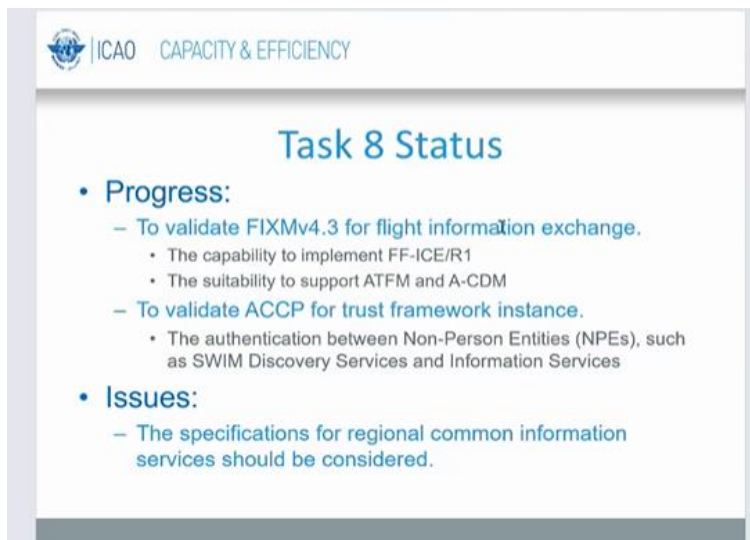 ICAO CAPACITY & EFFICIENCY
Task 8 Status
• Progress:
– To validate FIXMv4.3 for flight information exchange.
• The capability to implement FF-ICE/R1
• The suitability to support ATFM and A-CDM
– To validate ACCP for trust framework instance.
• The authentication between Non-Person Entities (NPEs), such
as SWIM Discovery Services and Information Services
• Issues:
– The specifications for regional common information
services should be considered.